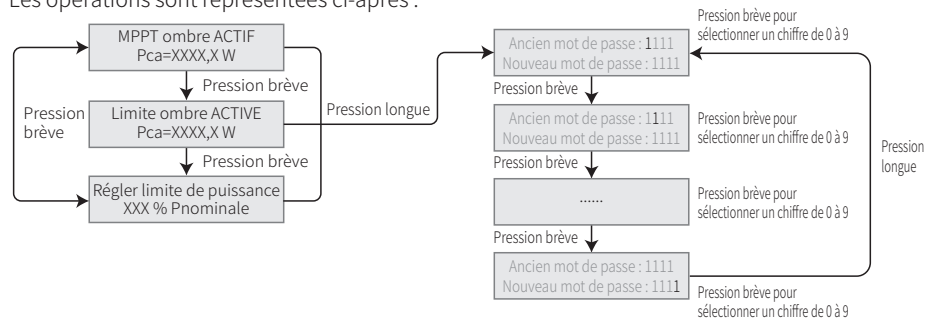 Les opérations sont représentées ci-après :
MPPT ombre ACTIF
Pca=XXXX,X W
Pression brève
Pression
brève
Limite ombre ACTIVE
Pca=XXXX,X W
Pression brève
Régler limite de puissance
XXX % Pnominale
Pression longue
Ancien mot de passe : 1111
Nouveau mot de passe : 1111
Pression brève pour
sélectionner un chiffre de 0 à 9
Pression brève
Ancien mot de passe : 1111
Nouveau mot de passe : 1111
Pression brève pour
sélectionner un chiffre de 0 à 9
Pression brève
......
Pression brève pour
sélectionner un chiffre de 0 à 9
Pression brève
Ancien mot de passe : 1111
Nouveau mot de passe : 1111
Pression brève pour
sélectionner un chiffre de 0 à 9
Pression
longue